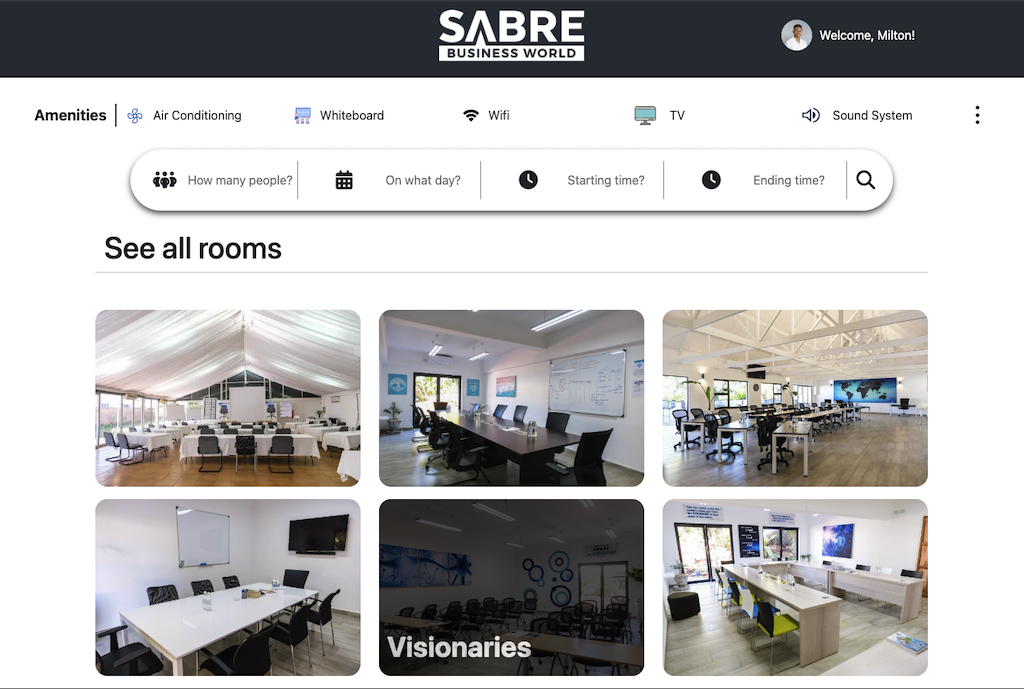 SABRE
BUSINESS WORLD
Welcome, Milton!
Amenities
Air Conditioning
Whiteboard
Wifi
TV
Sound System
How many people?
On what day?
Starting time?
Ending time?
See all rooms
Visionaries